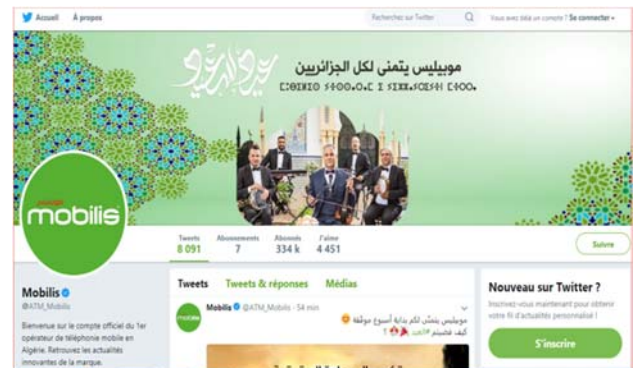 Accueil À propos
Recherchez sur Twitter
Vous avez déjà un compte ? Se connecter
موبيليس يتمنى لكل الجزائريين
mobilis
Tweets Abonnements Abonnés J'aime
8 091 7 334 k 4 451
Suivre
Mobilis
@ATM_Mobilis
Bienvenue sur le compte officiel du 1er
opérateur de téléphonie mobile en
Algérie. Retrouvez les actualités
innovantes de la marque.
Tweets Tweets & réponses Médias
Mobilis @ATM_Mobilis · 54 min
موبيليس يتمنى لكم بداية أسبوع موفقة
كيف قضيتم #العيد ؟
Nouveau sur Twitter ?
Inscrivez-vous maintenant pour obtenir
votre fil d'actualités personnalisé !
S'inscrire